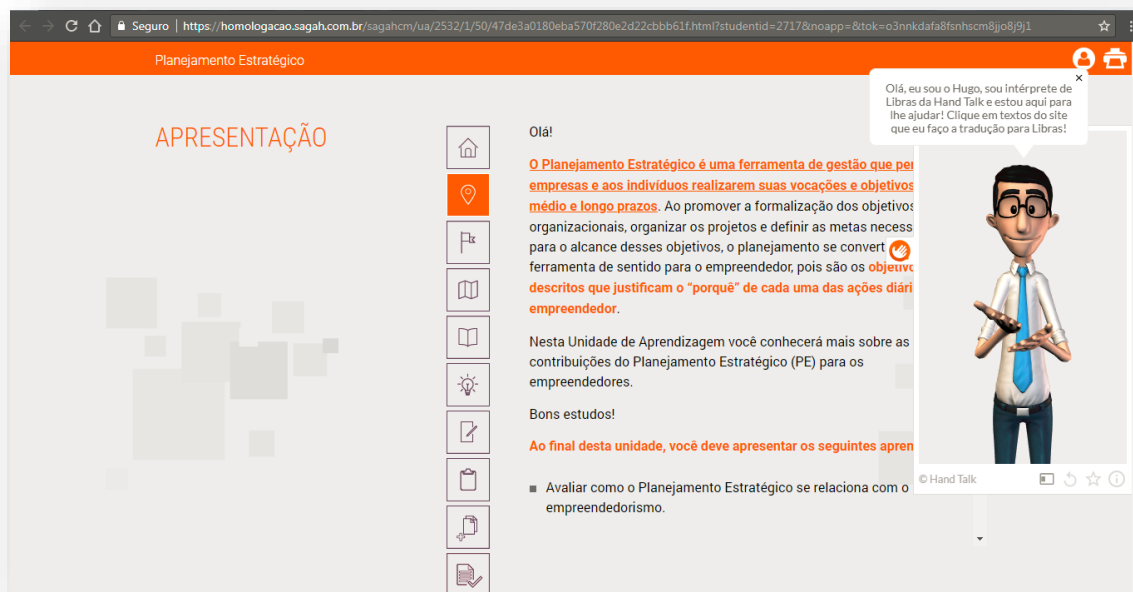 Seguro | https://homologacao.sagah.com.br/sagahcm/ua/2532/1/50/47de3a0180eba570f280e2d22cbbb61f.html?studentid=2717&noapp=&tok=o3nnkdafa8fsnhscm8jjo8j9j1
Planejamento Estratégico
APRESENTAÇÃO
Olá!
O Planejamento Estratégico é uma ferramenta de gestão que
empresas e aos indivíduos realizarem suas vocações e objetivos
médio e longo prazos. Ao promover a formalização dos objetivos
organizacionais, organizar os projetos e definir as metas
para o alcance desses objetivos, o planejamento se
ferramenta de sentido para o empreendedor, pois são os
descritos que justificam o “porquê” de cada uma das ações
empreendedor.
Nesta Unidade de Aprendizagem você conhecerá mais sobre as
contribuições do Planejamento Estratégico (PE) para os
empreendedores.
Bons estudos!
Ao final desta unidade, você deve apresentar os seguintes
Avaliar como o Planejamento Estratégico se relaciona com o
empreendedorismo.
Olá, eu sou o Hugo, sou intérprete de
Libras da Hand Talk e estou aqui para
lhe ajudar! Clique em textos do site
que eu faço a tradução para Libras!
© Hand Talk